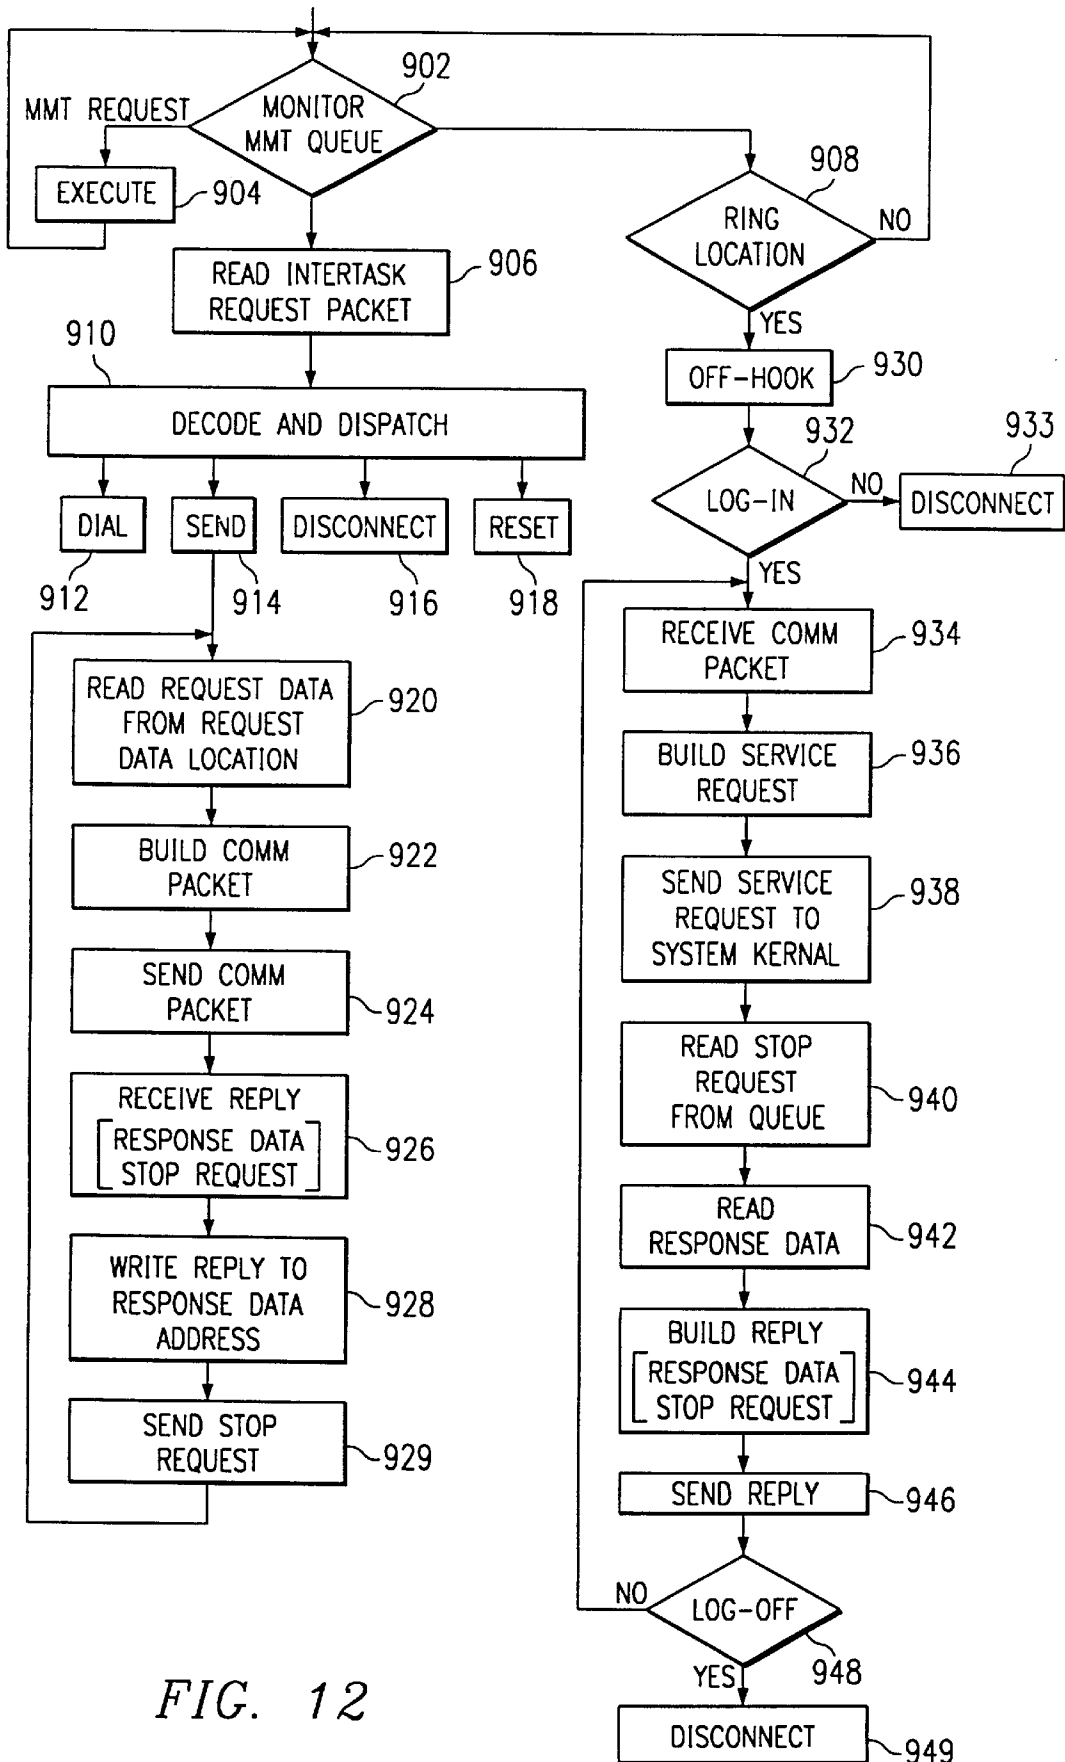 902
MMT REQUEST
MONITOR
MMT QUEUE
EXECUTE
904
908
RING
LOCATION
NO
906
READ INTERTASK
REQUEST PACKET
YES
910
OFF-HOOK
930
DECODE AND DISPATCH
932
933
LOG-IN
NO
DISCONNECT
DIAL
SEND
DISCONNECT
RESET
912
914
916
918
YES
RECEIVE COMM
PACKET
934
READ REQUEST DATA
FROM REQUEST
DATA LOCATION
920
BUILD SERVICE
REQUEST
936
BUILD COMM
PACKET
922
SEND SERVICE
REQUEST TO
SYSTEM KERNAL
938
SEND COMM
PACKET
924
READ STOP
REQUEST
FROM QUEUE
940
RECEIVE REPLY
[RESPONSE DATA
STOP REQUEST]
926
READ
RESPONSE DATA
942
WRITE REPLY TO
RESPONSE DATA
ADDRESS
928
BUILD REPLY
[RESPONSE DATA
STOP REQUEST]
944
SEND STOP
REQUEST
929
SEND REPLY
946
NO
LOG-OFF
948
YES
DISCONNECT
949
FIG. 12